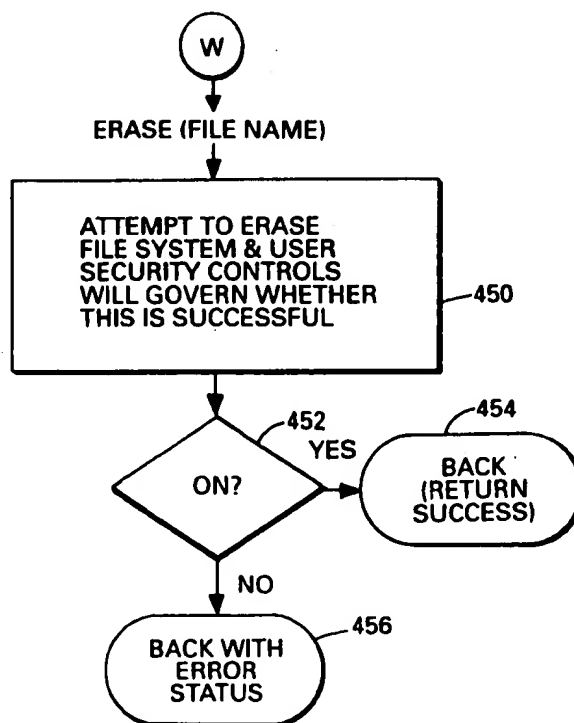 W
ERASE (FILE NAME)
ATTEMPT TO ERASE
FILE SYSTEM & USER
SECURITY CONTROLS
WILL GOVERN WHETHER
THIS IS SUCCESSFUL
450
452
ON?
YES
454
BACK
(RETURN
SUCCESS)
NO
456
BACK WITH
ERROR
STATUS